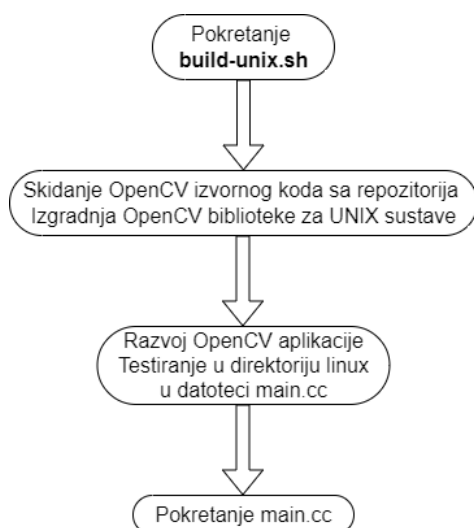 Pokretanje
build-unix.sh
Skidanje OpenCV izvornog koda sa repozitorija
Izgradnja OpenCV biblioteke za UNIX sustave
Razvoj OpenCV aplikacije
Testiranje u direktoriju linux
u datoteci main.cc
Pokretanje main.cc